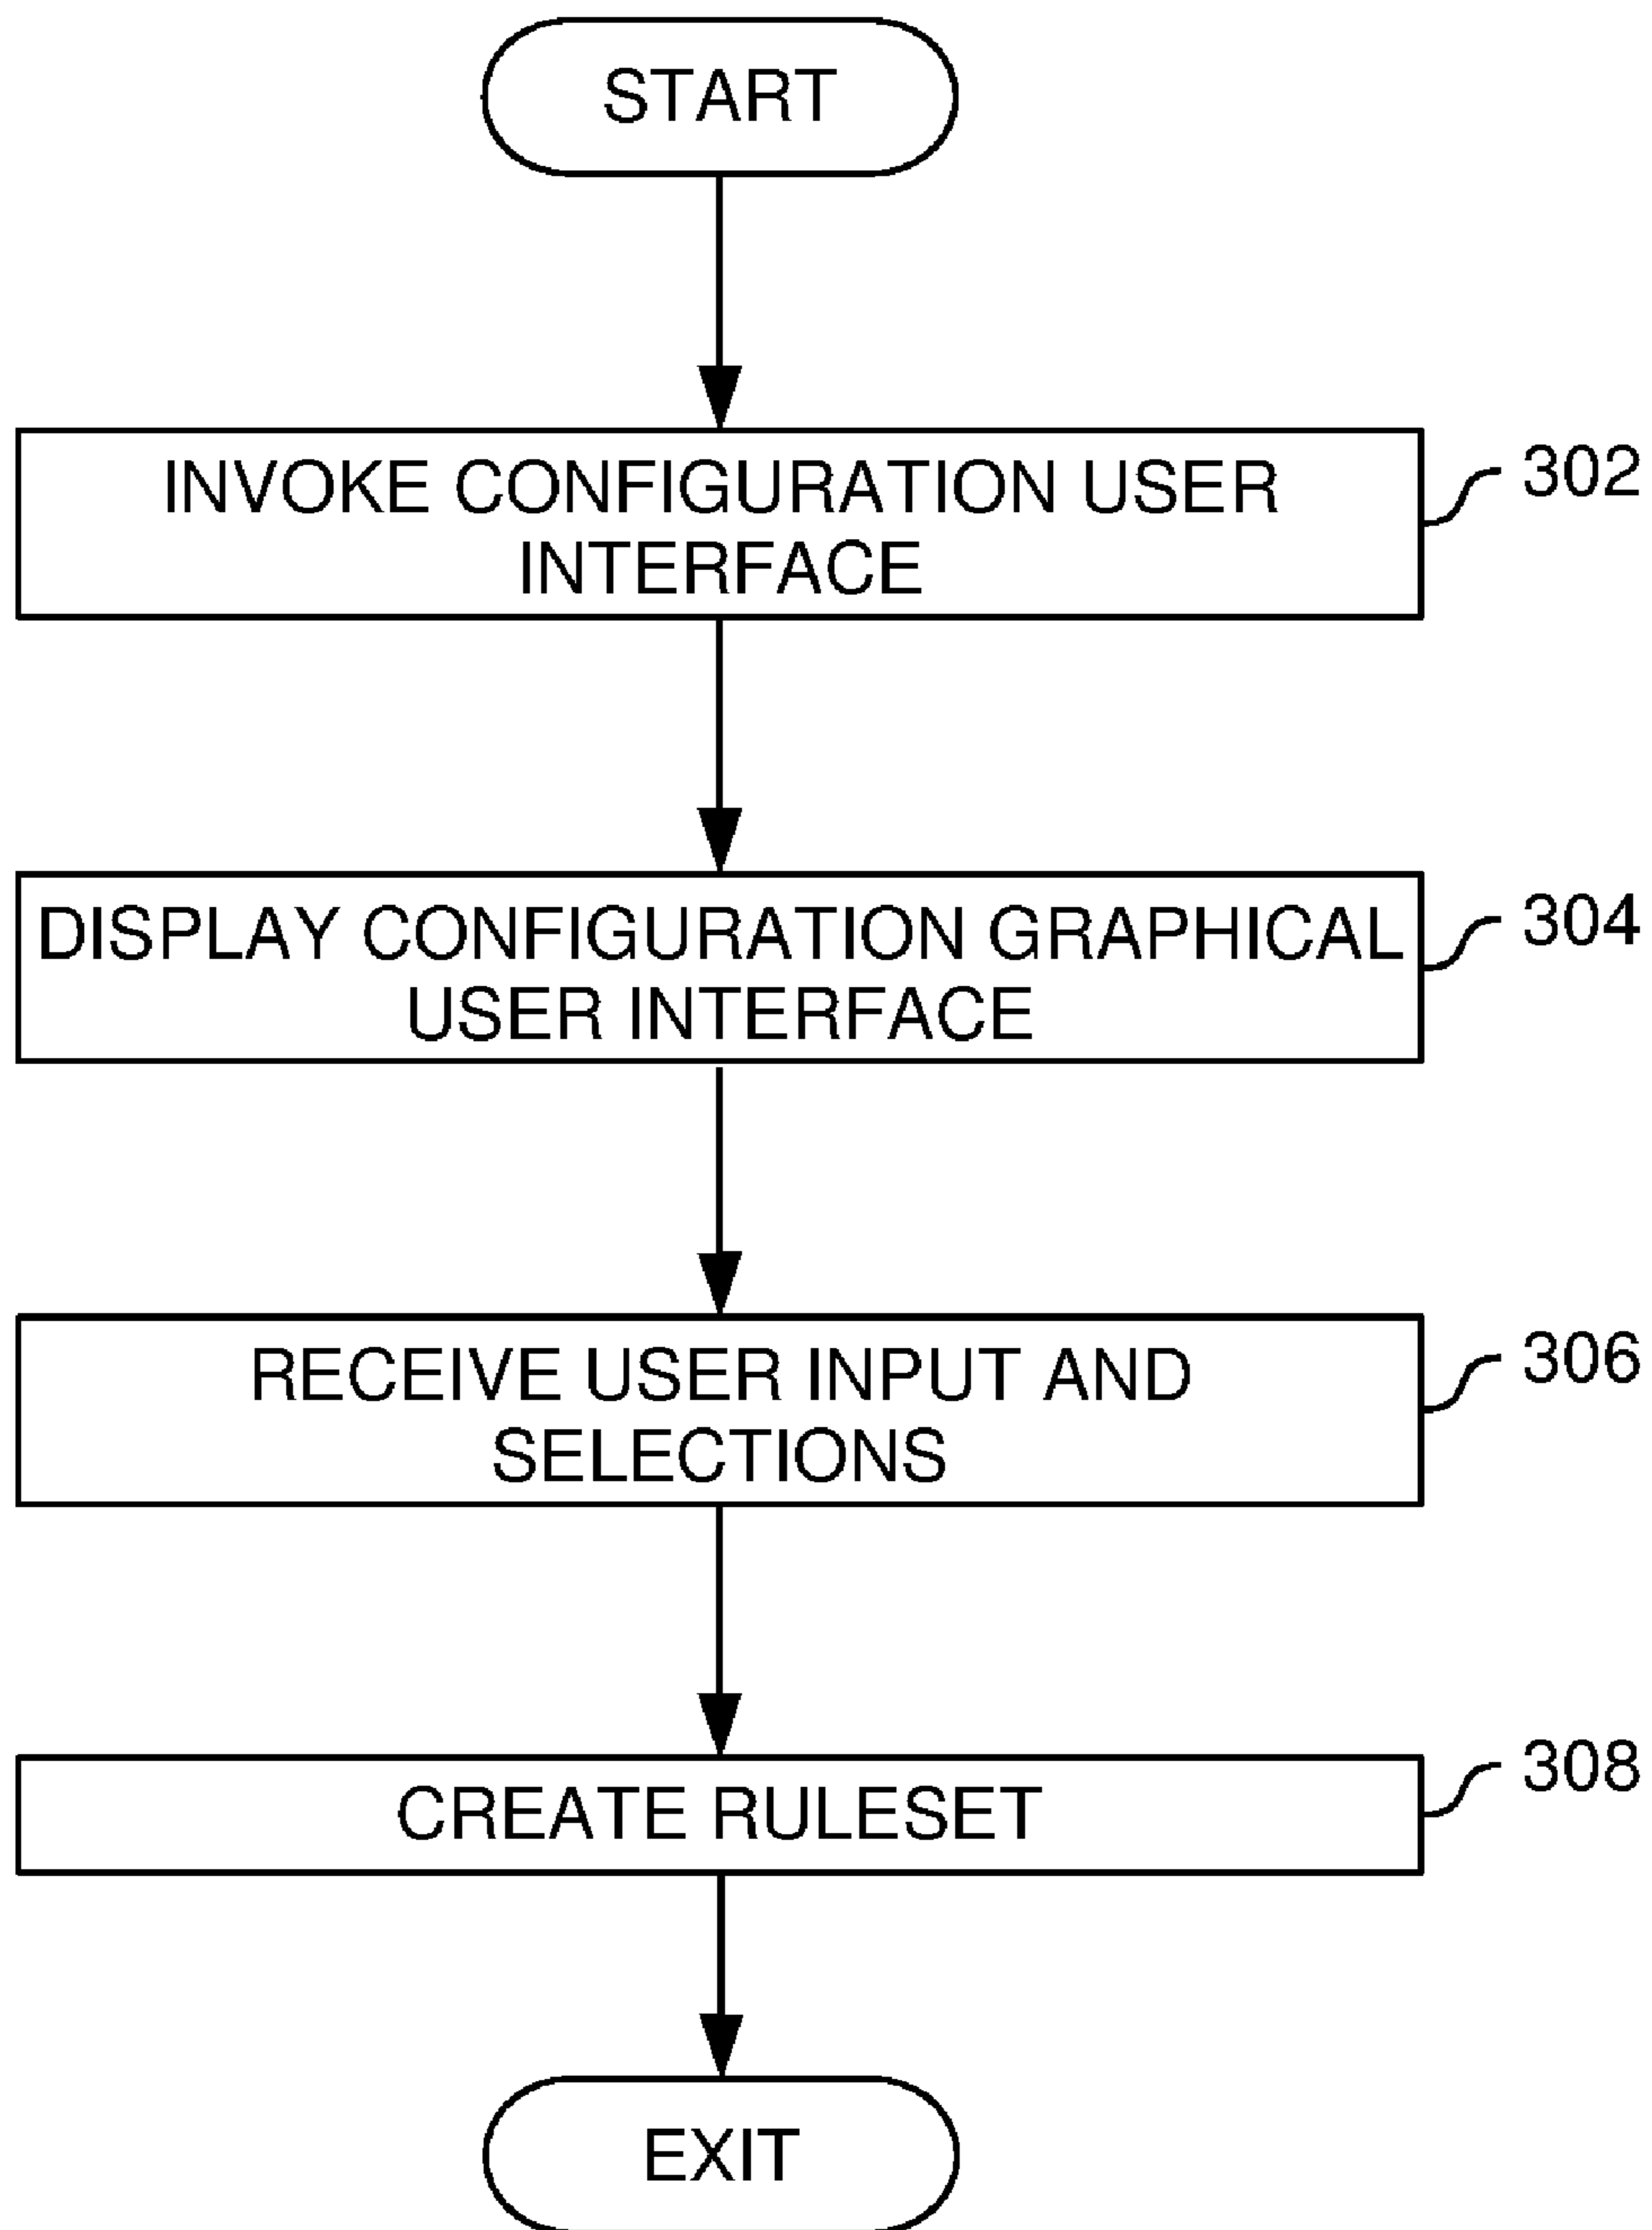 START
INVOKE CONFIGURATION USER
INTERFACE
302
DISPLAY CONFIGURATION GRAPHICAL
USER INTERFACE
304
RECEIVE USER INPUT AND
SELECTIONS
306
CREATE RULESET
308
EXIT